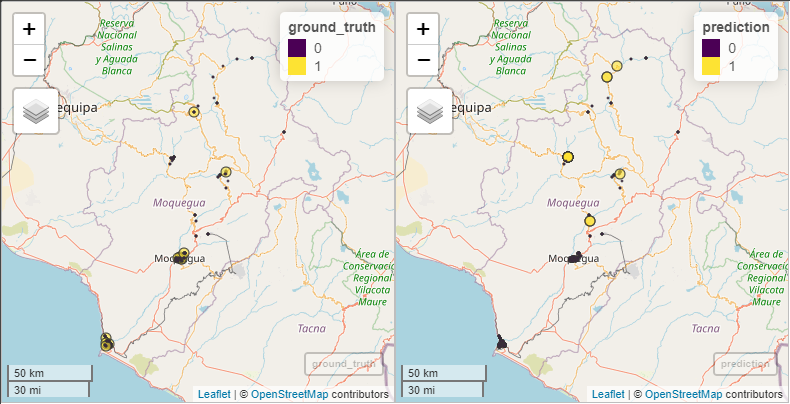 +
−
Reserva
Nacional
Salinas
y Aguada
Blanca
equipa
Puno
ground_truth
0
1
Moquegua
Moquegua
Área de
Conservación
Regional
Vilacota
Maure
Tacna
ground_truth
50 km
30 mi
Leaflet | © OpenStreetMap contributors
+
−
Reserva
Nacional
Salinas
y Aguada
Blanca
equipa
prediction
0
1
Moquegua
Moquegua
Área de
Conservac
Regional
Vilacota
Maure
Tacna
prediction
50 km
30 mi
Leaflet | © OpenStreetMap contributors